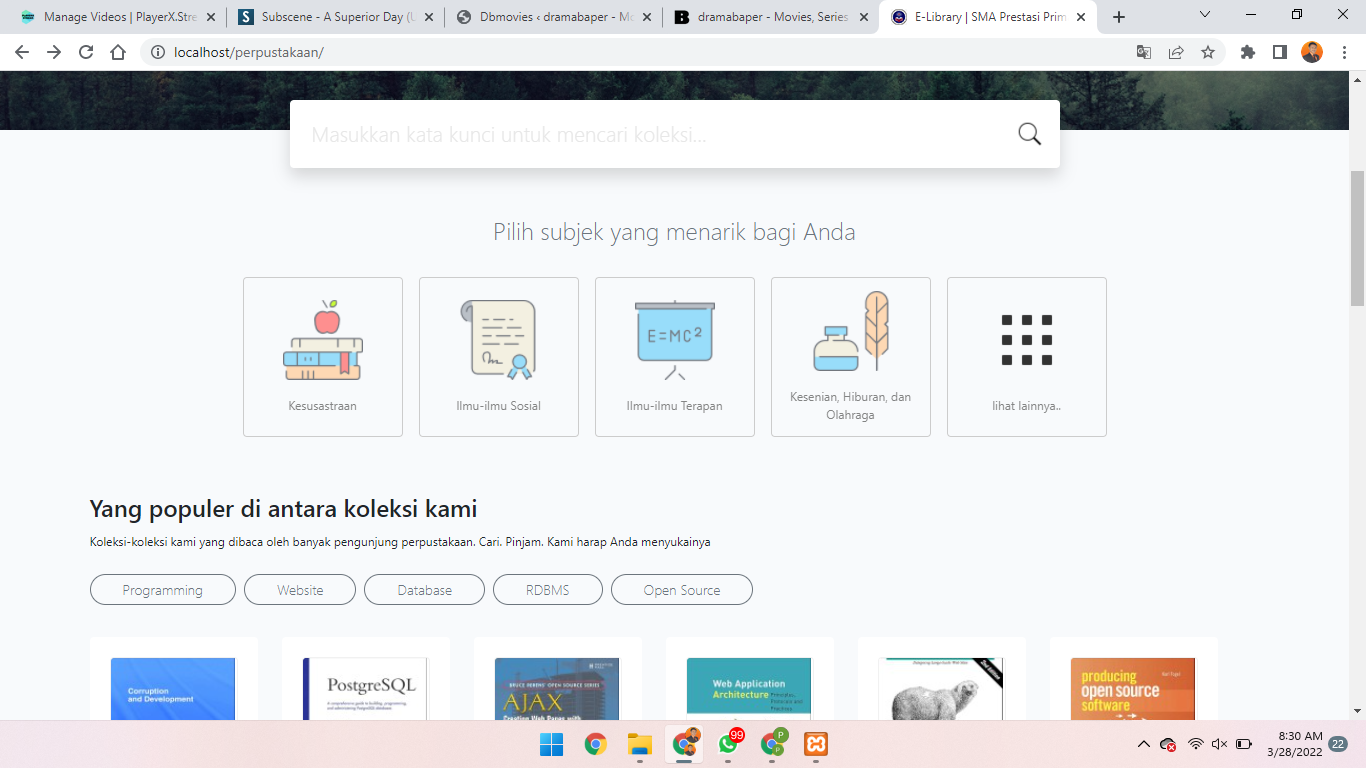 Manage Videos | PlayerX.Stre
Subscene - A Superior Day (U
Dbmovies ‹ dramabaper - Mo
dramabaper - Movies, Series
E-Library | SMA Prestasi Prim
localhost/perpustakaan/
Masukkan kata kunci untuk mencari koleksi...
Pilih subjek yang menarik bagi Anda
E=MC²
Kesusastraan
Ilmu-ilmu Sosial
Ilmu-ilmu Terapan
Kesenian, Hiburan, dan
Olahraga
lihat lainnya..
Yang populer di antara koleksi kami
Koleksi-koleksi kami yang dibaca oleh banyak pengunjung perpustakaan. Cari. Pinjam. Kami harap Anda menyukainya
Programming
Website
Database
RDBMS
Open Source
Corruption
and Development
PostgreSQL
A comprehensive guide to building, programming,
and administering PostgreSQL databases
BRUCE PERENS' OPEN SOURCE SERIES
AJAX
Creating Web Pages with
Web Application
Architecture
Principles,
Protocols and
Practices
2nd Edition
Karl Fogel
producing
open source
software
99
P
P
8:30 AM
3/28/2022
22